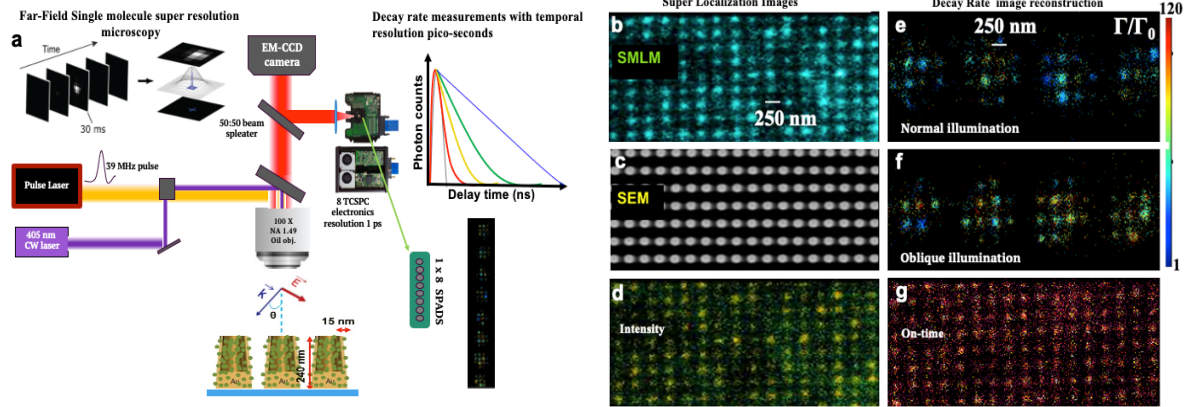 Far-Field Single molecule super resolution
microscopy
a
Time
30 ms
EM-CCD
camera
50:50 beam
spleater
39 MHz pulse
Pulse Laser
405 nm
CW laser
100 X
NA 1.49
Oil obj.
8 TCSPC
electronics
resolution 1 ps
K
E
θ
15 nm
240 nm
Au
Au
Au
1 x 8 SPADS
Decay rate measurements with temporal
resolution pico-seconds
Photon counts
Delay time (ns)
Super Localization Images
b
SMLM
250 nm
c
SEM
d
Intensity
Decay Rate image reconstruction
e
250 nm
Γ/Γ0
120
Normal illumination
f
Oblique illumination
1
g
On-time